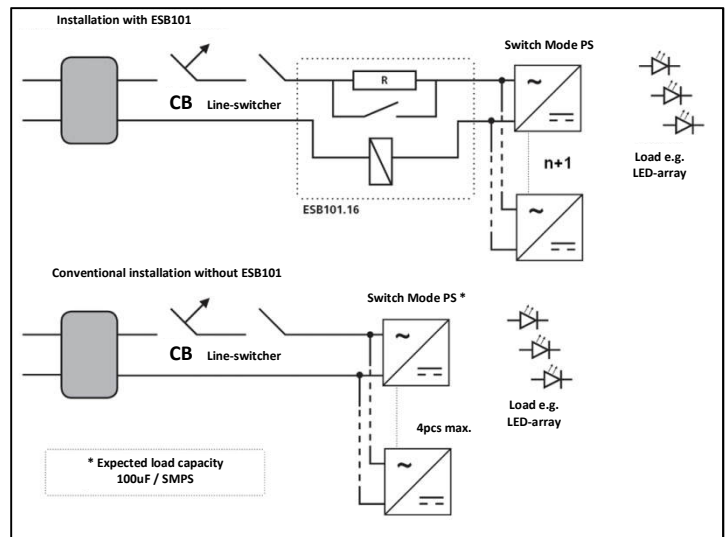 Installation with ESB101
Switch Mode PS
R
CB Line-switcher
~
n+1
Load e.g.
LED-array
ESB101.16
~
Conventional installation without ESB101
Switch Mode PS *
CB Line-switcher
~
Load e.g.
LED-array
4pcs max.
* Expected load capacity
100uF / SMPS
~